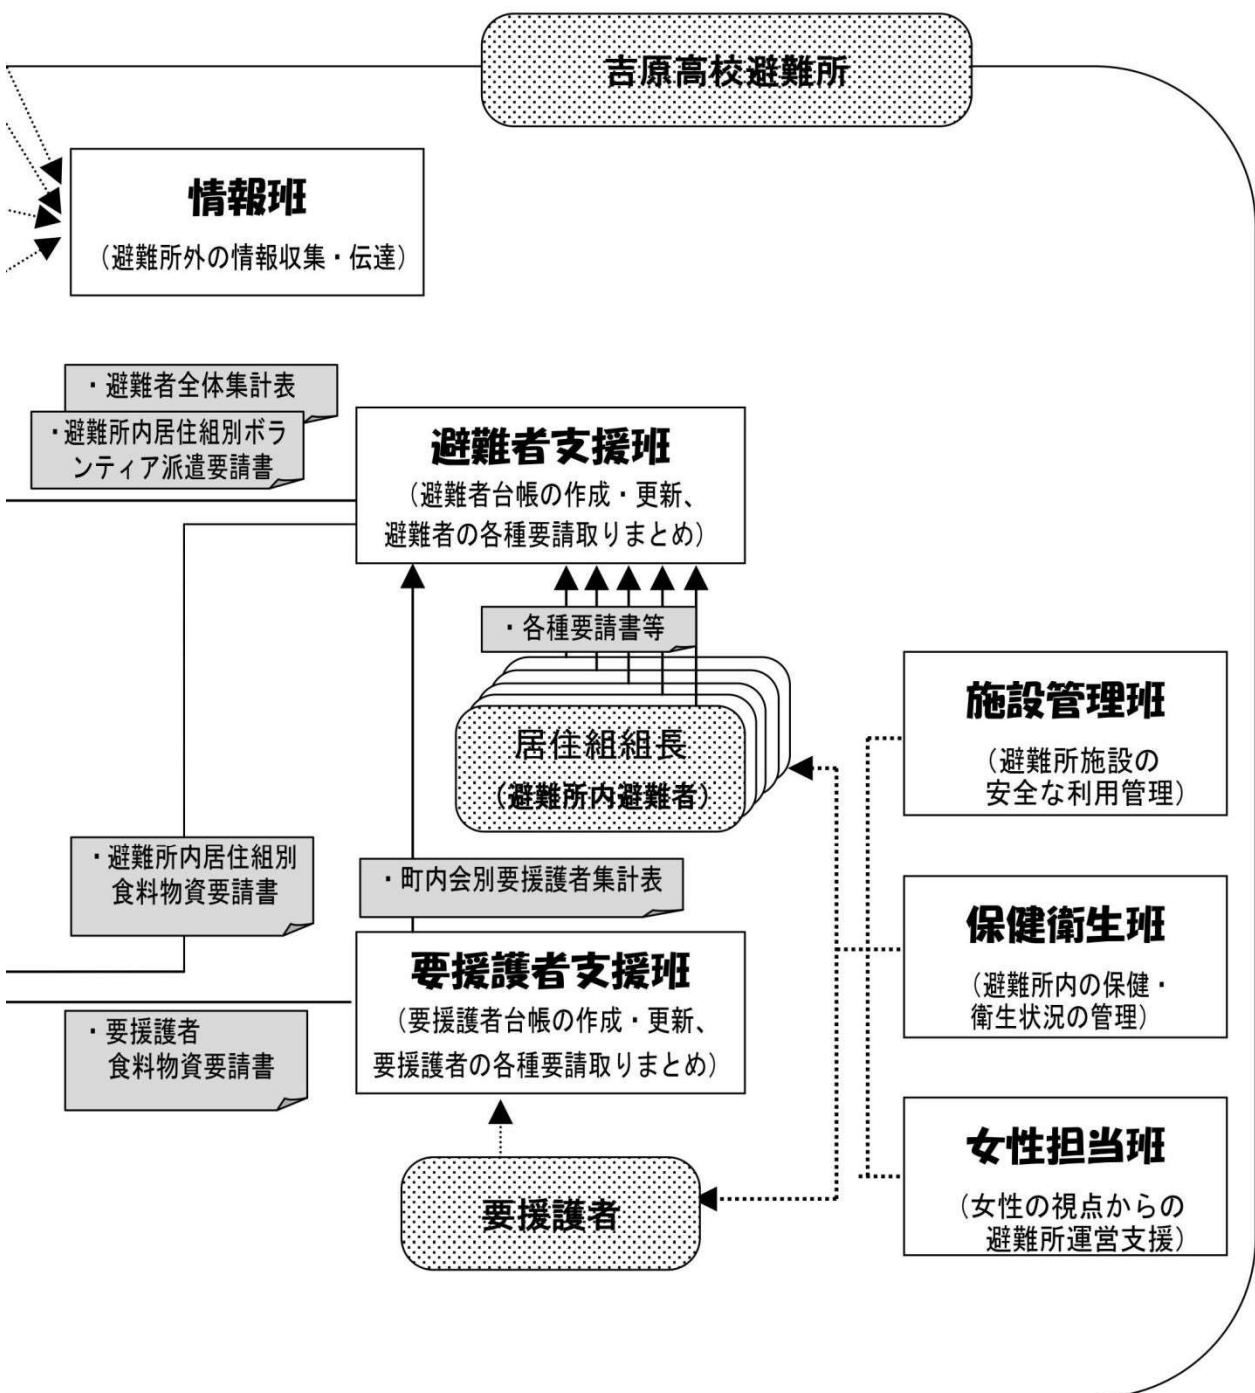 吉原高校避難所
情報班
（避難所外の情報収集・伝達）
・避難者全体集計表
・避難所内居住組別ボラ
ンティア派遣要請書
避難者支援班
（避難者台帳の作成・更新、
避難者の各種要請取りまとめ）
・各種要請書等
居住組組長
（避難所内避難者）
施設管理班
（避難所施設の
安全な利用管理）
・避難所内居住組別
食料物資要請書
・町内会別要援護者集計表
保健衛生班
（避難所内の保健・
衛生状況の管理）
要援護者支援班
（要援護者台帳の作成・更新、
要援護者の各種要請取りまとめ）
・要援護者
食料物資要請書
女性担当班
（女性の視点からの
避難所運営支援）
要援護者